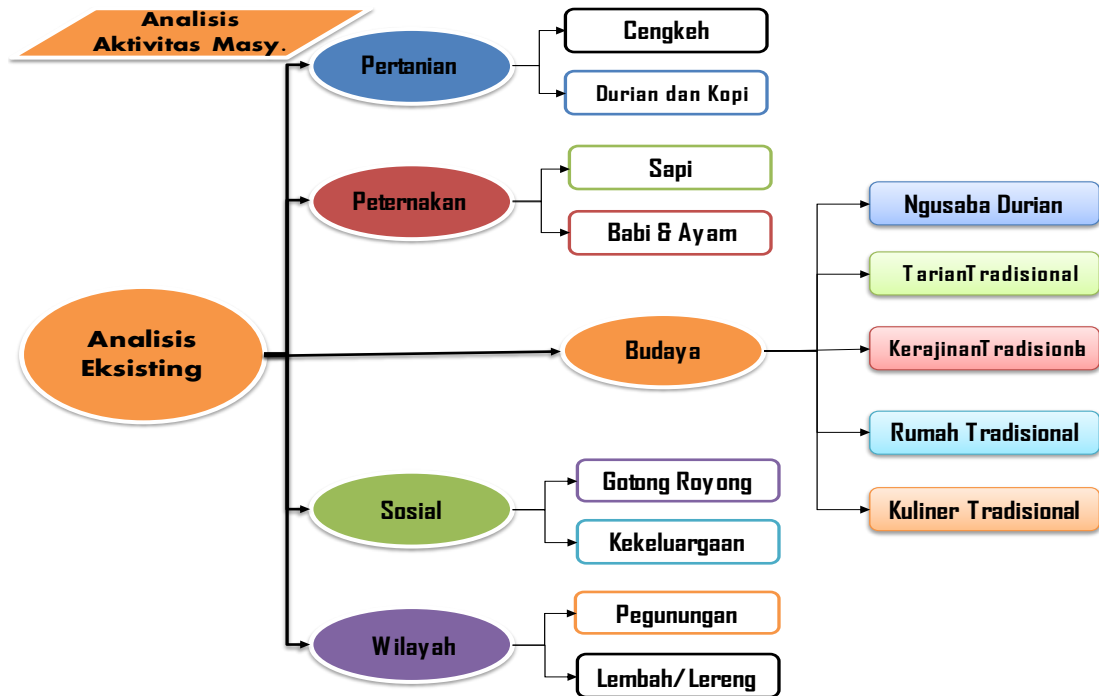 Analisis
Aktivitas Masy.
Analisis
Eksisting
Pertanian
Cengkeh
Durian dan Kopi
Peternakan
Sapi
Babi & Ayam
Budaya
Ngusaba Durian
TarianTradisional
KerajinanTradisionb
Rumah Tradisional
Kuliner Tradisional
Sosial
Gotong Royong
Kekeluargaan
Wilayah
Pegunungan
Lembah/Lereng